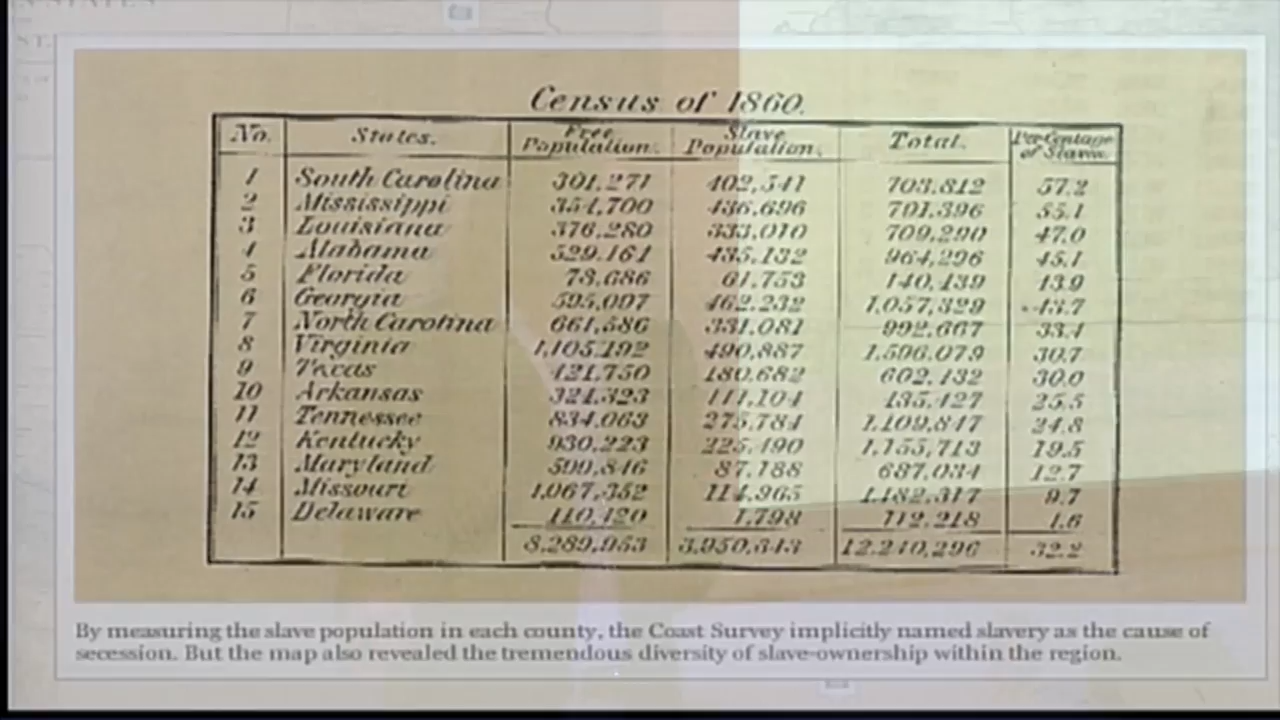 Census of 1860.
No. States. Free Population. Slave Population. Total. Per Centage of Slaves.
1 South Carolina 301,271 402,541 703,812 57.2
2 Mississippi 354,700 436,696 791,396 55.1
3 Louisiana 376,280 333,010 709,290 47.0
4 Alabama 529,164 435,132 964,296 45.1
5 Florida 78,686 61,753 140,439 43.9
6 Georgia 595,097 462,232 1,057,329 43.7
7 North Carolina 661,586 331,081 992,667 33.4
8 Virginia 1,105,192 490,887 1,596,079 30.7
9 Texas 421,750 180,682 602,432 30.0
10 Arkansas 324,323 111,104 435,427 25.5
11 Tennessee 834,063 275,784 1,109,847 24.8
12 Kentucky 930,223 225,490 1,155,713 19.5
13 Maryland 599,846 87,188 687,034 12.7
14 Missouri 1,067,352 114,965 1,182,317 9.7
15 Delaware 110,420 1,798 112,218 1.6
8,289,953 3,950,343 12,240,296 32.2
By measuring the slave population in each county, the Coast Survey implicitly named slavery as the cause of
secession. But the map also revealed the tremendous diversity of slave-ownership within the region.